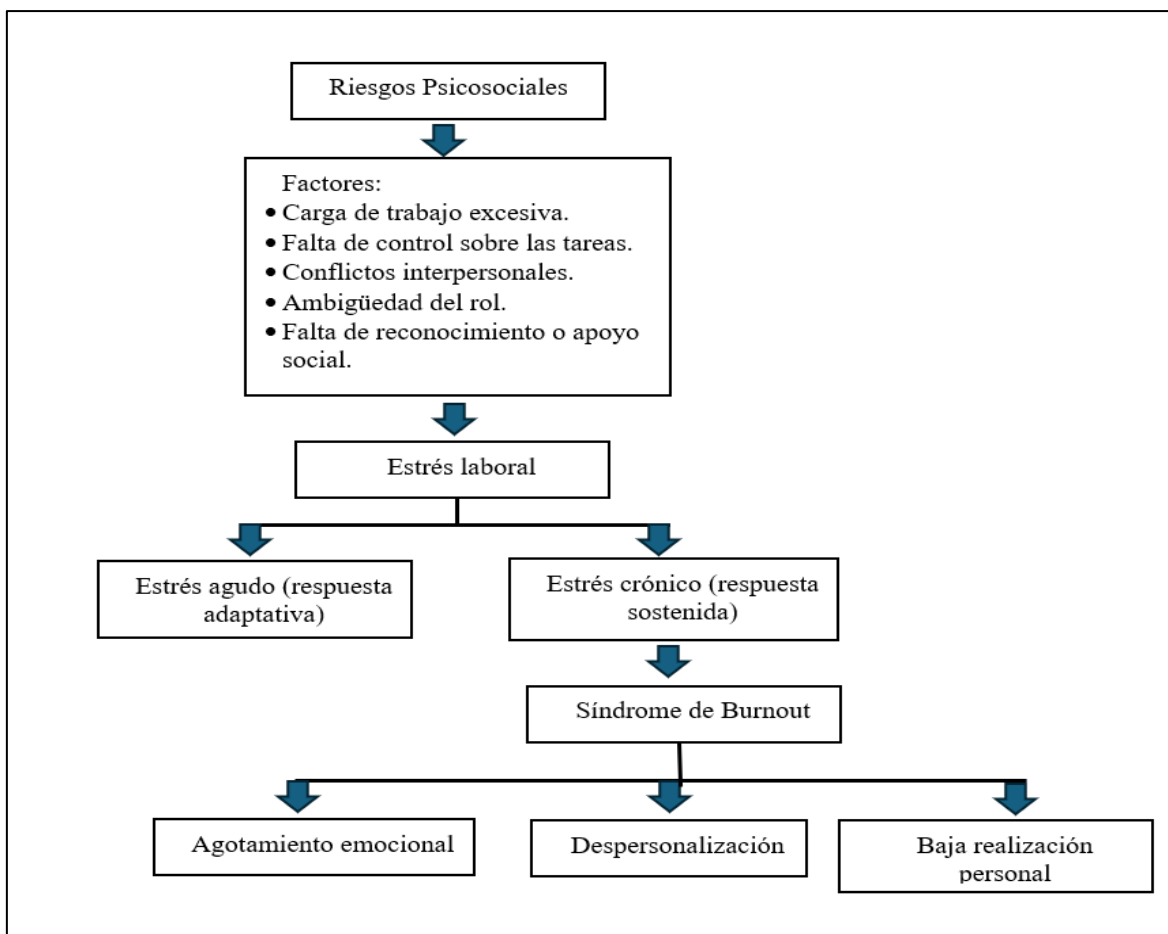 Riesgos Psicosociales
Factores:
• Carga de trabajo excesiva.
• Falta de control sobre las tareas.
• Conflictos interpersonales.
• Ambigüedad del rol.
• Falta de reconocimiento o apoyo
social.
Estrés laboral
Estrés agudo (respuesta
adaptativa)
Estrés crónico (respuesta
sostenida)
Síndrome de Burnout
Agotamiento emocional
Despersonalización
Baja realización
personal